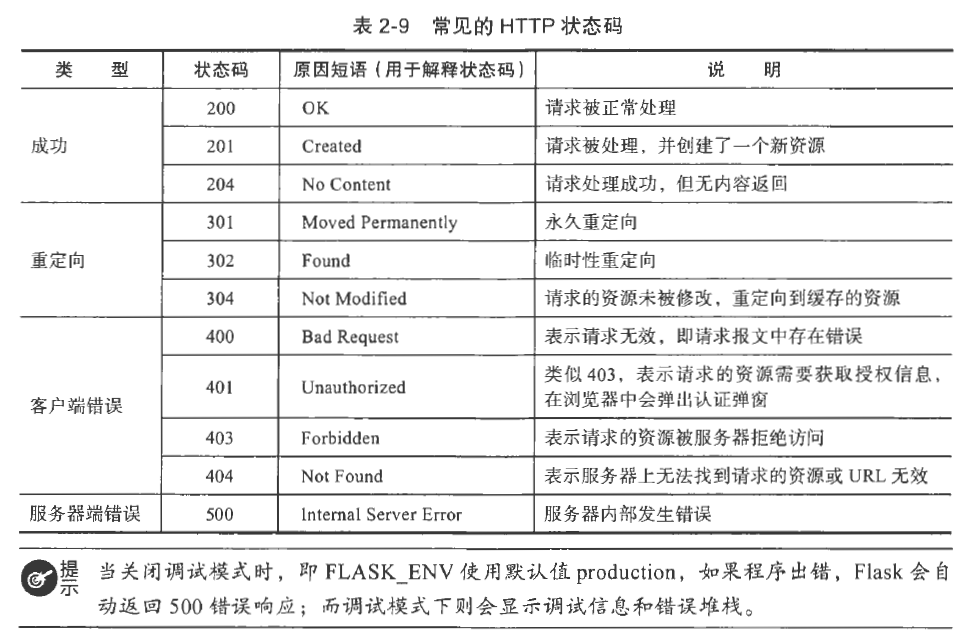 表 2-9 常见的 HTTP 状态码
类 型 状态码 原因短语（用于解释状态码） 说 明
成功
200 OK 请求被正常处理
201 Created 请求被处理，并创建了一个新资源
204 No Content 请求处理成功，但无内容返回
重定向
301 Moved Permanently 永久重定向
302 Found 临时性重定向
304 Not Modified 请求的资源未被修改，重定向到缓存的资源
客户端错误
400 Bad Request 表示请求无效，即请求报文中存在错误
401 Unauthorized 类似 403，表示请求的资源需要获取授权信息，
在浏览器中会弹出认证弹窗
403 Forbidden 表示请求的资源被服务器拒绝访问
404 Not Found 表示服务器上无法找到请求的资源或 URL 无效
服务器端错误 500 Internal Server Error 服务器内部发生错误
提示
当关闭调试模式时，即 FLASK_ENV 使用默认值 production，如果程序出错，Flask 会自
动返回 500 错误响应；而调试模式下则会显示调试信息和错误堆栈。